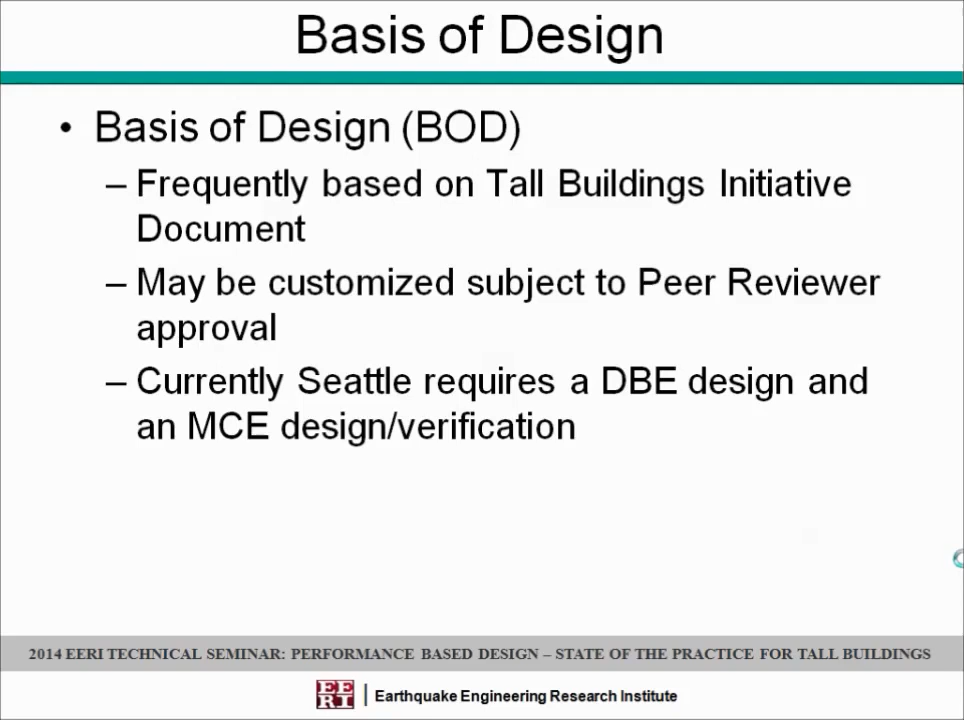 Basis of Design
• Basis of Design (BOD)
– Frequently based on Tall Buildings Initiative
Document
– May be customized subject to Peer Reviewer
approval
– Currently Seattle requires a DBE design and
an MCE design/verification
2014 EERI TECHNICAL SEMINAR: PERFORMANCE BASED DESIGN – STATE OF THE PRACTICE FOR TALL BUILDINGS
EERI | Earthquake Engineering Research Institute